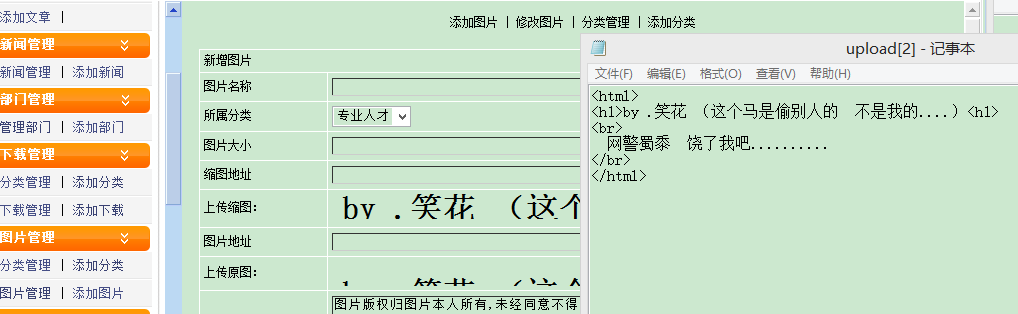 添加文章 |
新闻管理
新闻管理 | 添加新闻
部门管理
管理部门 | 添加部门
下载管理
分类管理 | 添加分类
下载管理 | 添加下载
图片管理
分类管理 | 添加分类
图片管理 | 添加图片
添加图片 | 修改图片 | 分类管理 | 添加分类
新增图片
图片名称
所属分类 专业人才
图片大小
缩图地址
上传缩图: by .笑花 (这个
图片地址
上传原图:
图片版权归图片本人所有,未经同意不得
upload[2] - 记事本
文件(F) 编辑(E) 格式(O) 查看(V) 帮助(H)
<html>
<h1>by .笑花 (这个马是偷别人的 不是我的....)<h1>
<br>
网警蜀黍 饶了我吧..........
</br>
</html>